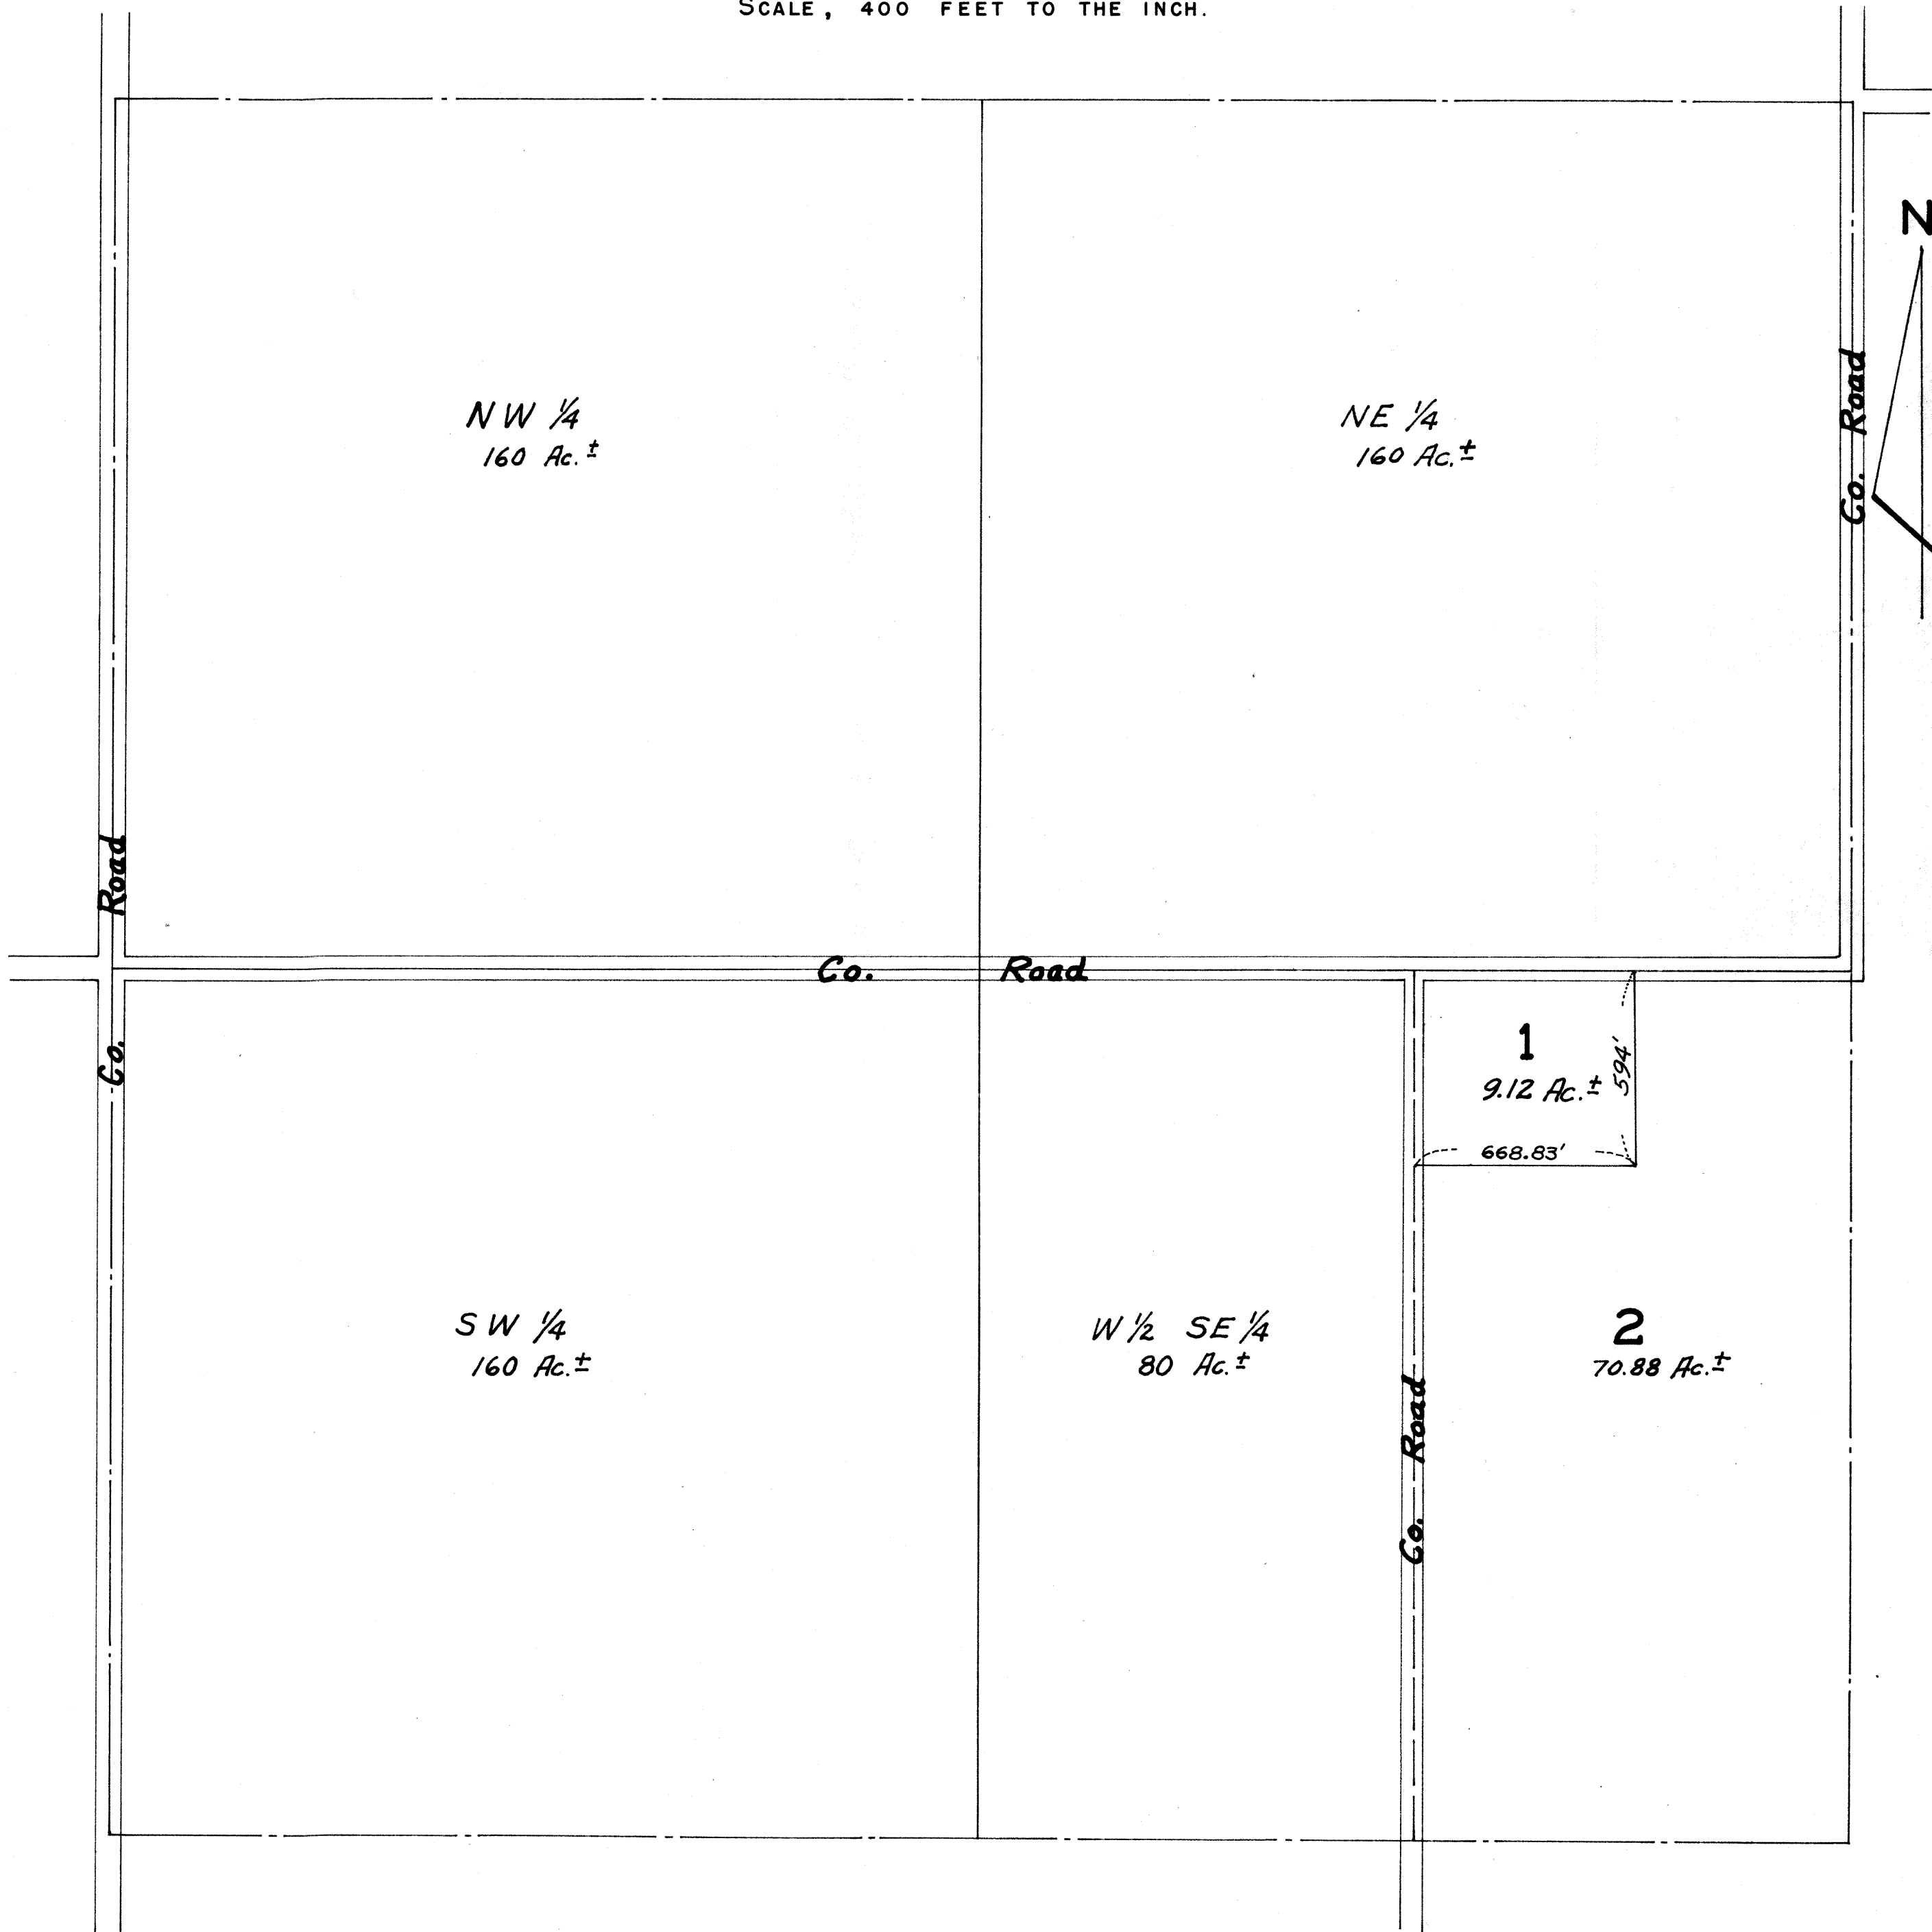 SCALE, 400 FEET TO THE INCH.
N
NW ¼
160 Ac.±
NE ¼
160 Ac.±
Co. Road
Co. Road
Co. Road
1
9.12 Ac.±
594'
668.83'
SW ¼
160 Ac.±
W ½ SE ¼
80 Ac.±
Co. Road
2
70.88 Ac.±